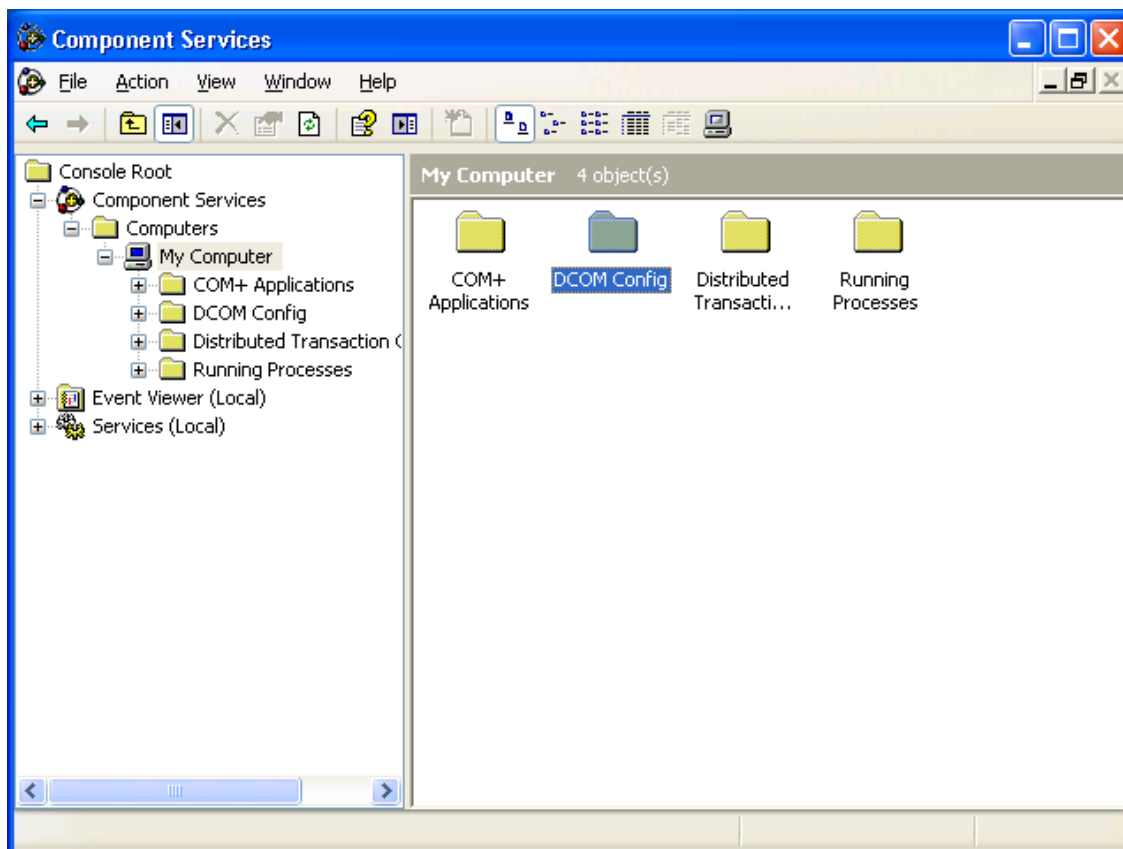 Component Services
File Action View Window Help
Console Root
Component Services
Computers
My Computer
COM+ Applications
DCOM Config
Distributed Transaction
Running Processes
Event Viewer (Local)
Services (Local)
My Computer 4 object(s)
COM+
Applications
DCOM Config
Distributed
Transacti...
Running
Processes